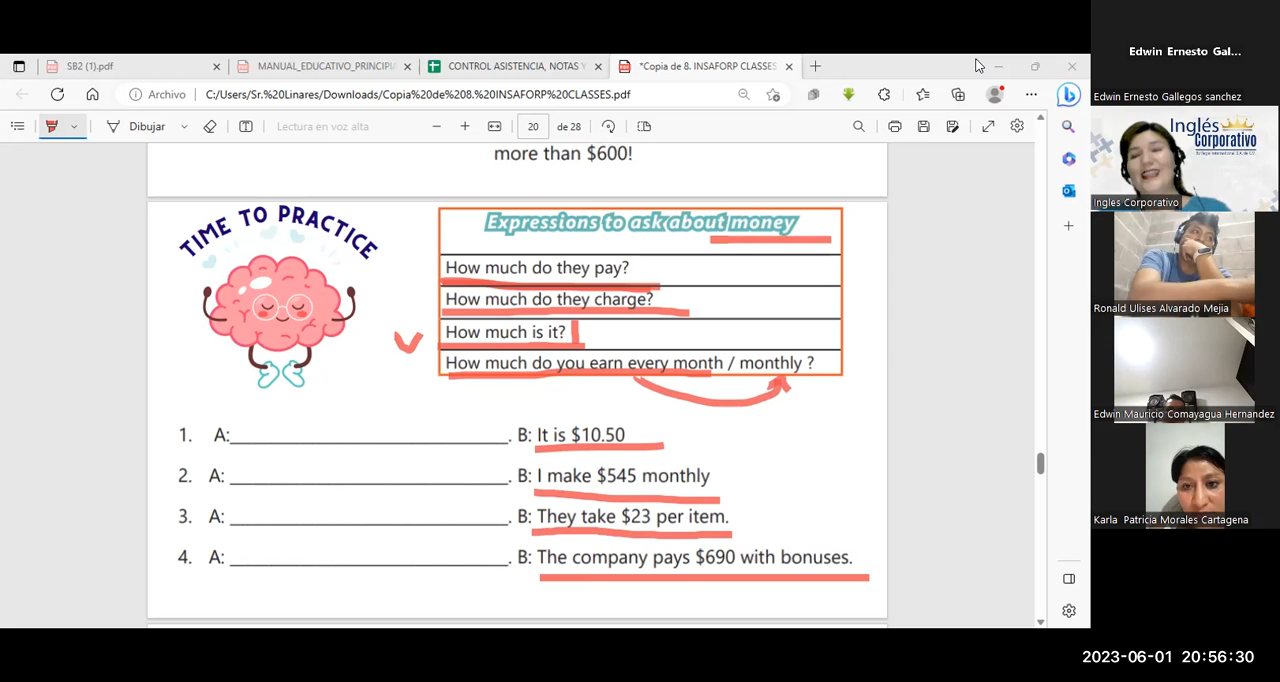 SB2 (1).pdf
MANUAL_EDUCATIVO_PRINCIPI
CONTROL ASISTENCIA, NOTAS Y
*Copia de 8. INSAFORP CLASSES.
Archivo
C:/Users/Sr.%20Linares/Downloads/Copia%20de%208.%20INSAFORP%20CLASSES.pdf
Dibujar
Lectura en voz alta
20
de 28
more than $600!
TIME TO PRACTICE
Expressions to ask about money
How much do they pay?
How much do they charge?
How much is it?
How much do you earn every month / monthly ?
1. A:______________________________. B: It is $10.50
2. A: ______________________________. B: I make $545 monthly
3. A: ______________________________. B: They take $23 per item.
4. A: ______________________________. B: The company pays $690 with bonuses.
Edwin Ernesto Gal...
Edwin Ernesto Gallegos sanchez
Inglés
Corporativo
Ingles Corporativo
Ronald Ulises Alvarado Mejia
Edwin Mauricio Comayagua Hernandez
Karla Patricia Morales Cartagena
2023-06-01 20:56:30